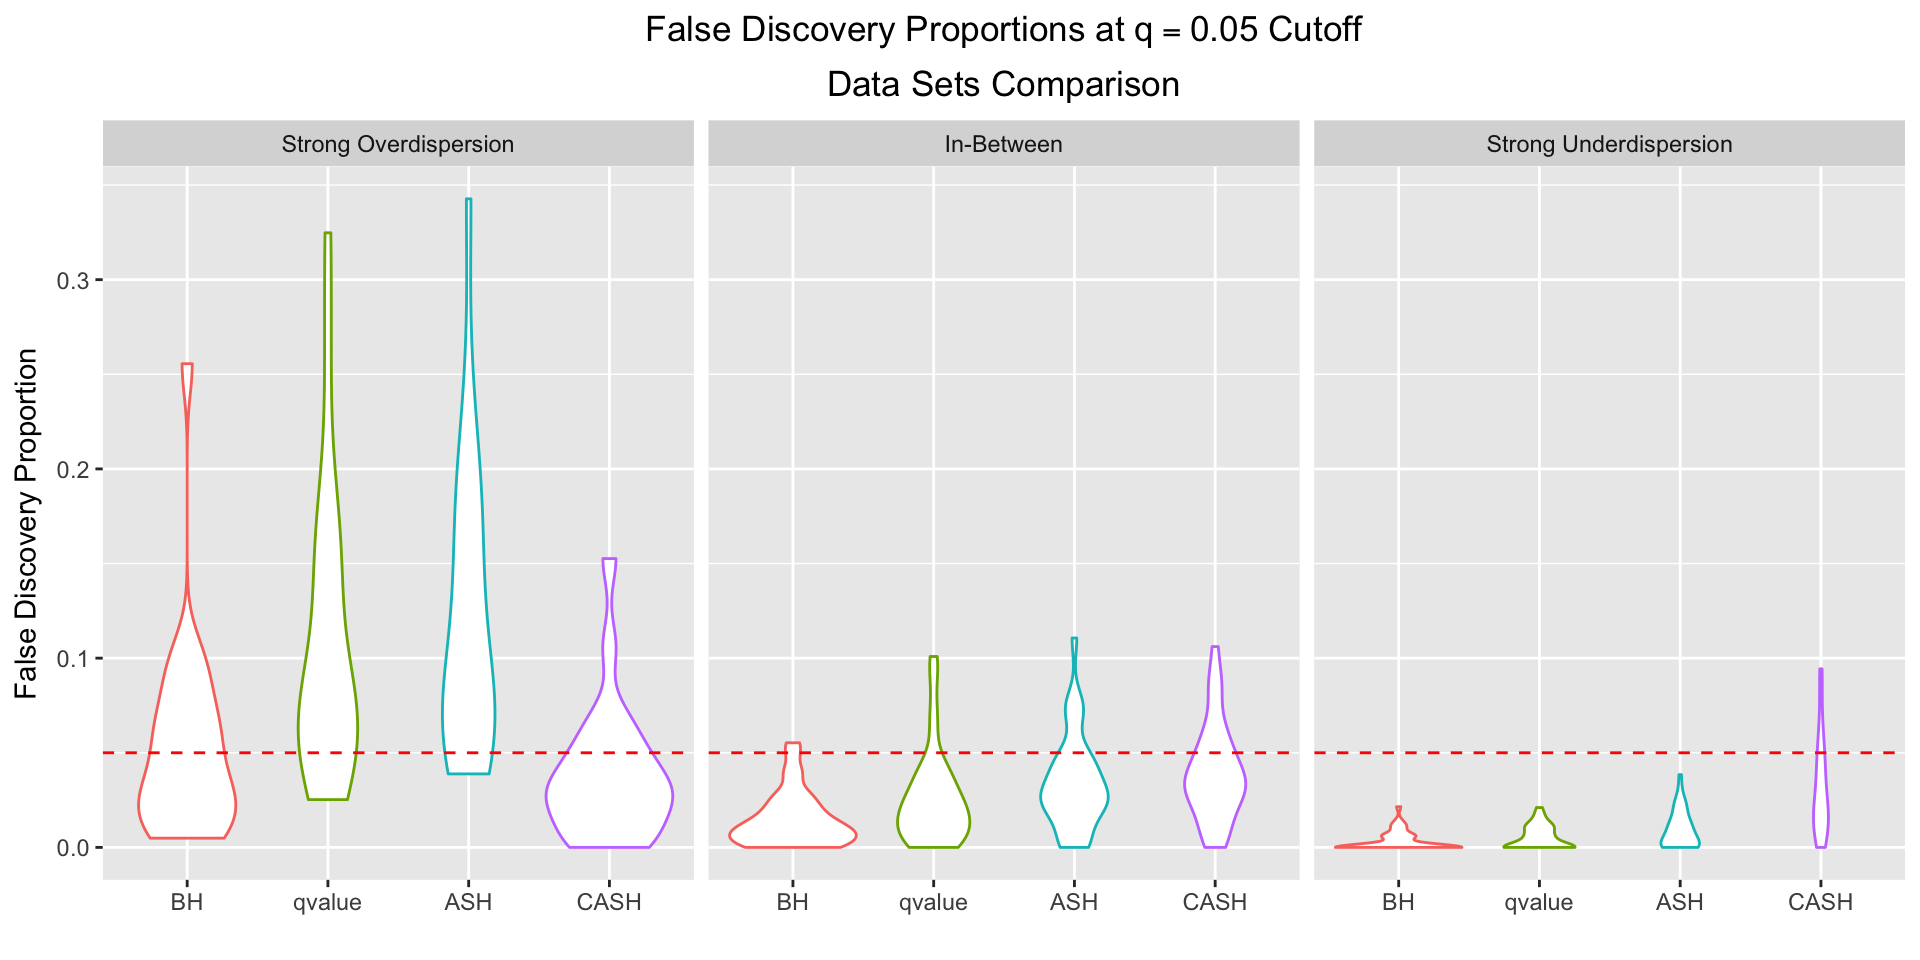 False Discovery Proportions at q = 0.05 Cutoff
Data Sets Comparison
Strong Overdispersion
In-Between
Strong Underdispersion
False Discovery Proportion
0.3
0.2
0.1
0.0
BH qvalue ASH CASH
BH qvalue ASH CASH
BH qvalue ASH CASH